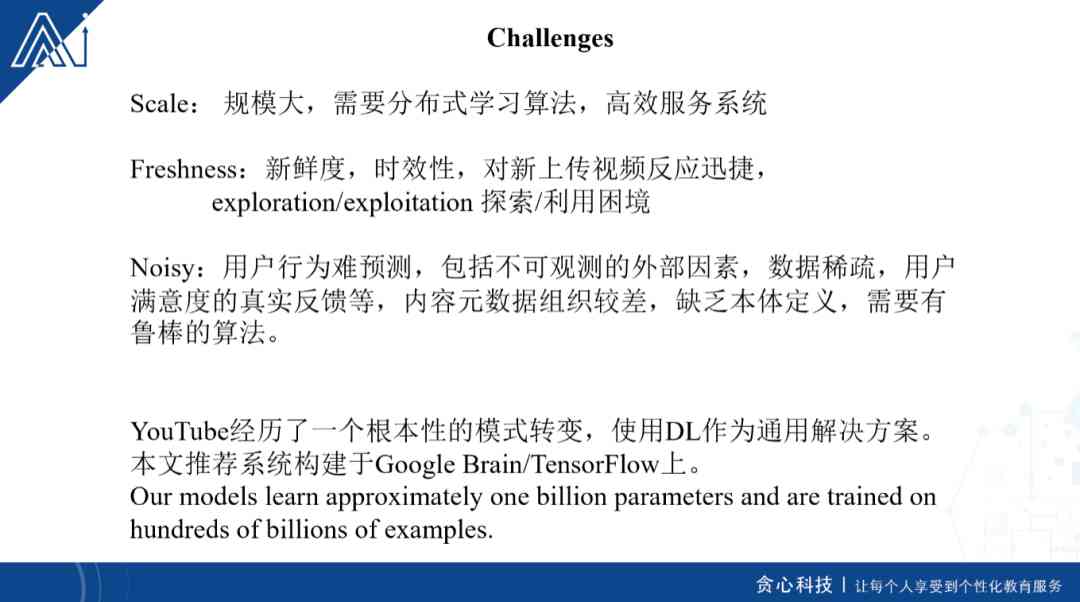 Challenges
Scale： 规模大，需要分布式学习算法，高效服务系统
Freshness：新鲜度，时效性，对新上传视频反应迅捷，
exploration/exploitation 探索/利用困境
Noisy：用户行为难预测，包括不可观测的外部因素，数据稀疏，用户
满意度的真实反馈等，内容元数据组织较差，缺乏本体定义，需要有
鲁棒的算法。
YouTube经历了一个根本性的模式转变，使用DL作为通用解决方案。
本文推荐系统构建于Google Brain/TensorFlow上。
Our models learn approximately one billion parameters and are trained on
hundreds of billions of examples.
贪心科技 | 让每个人享受到个性化教育服务